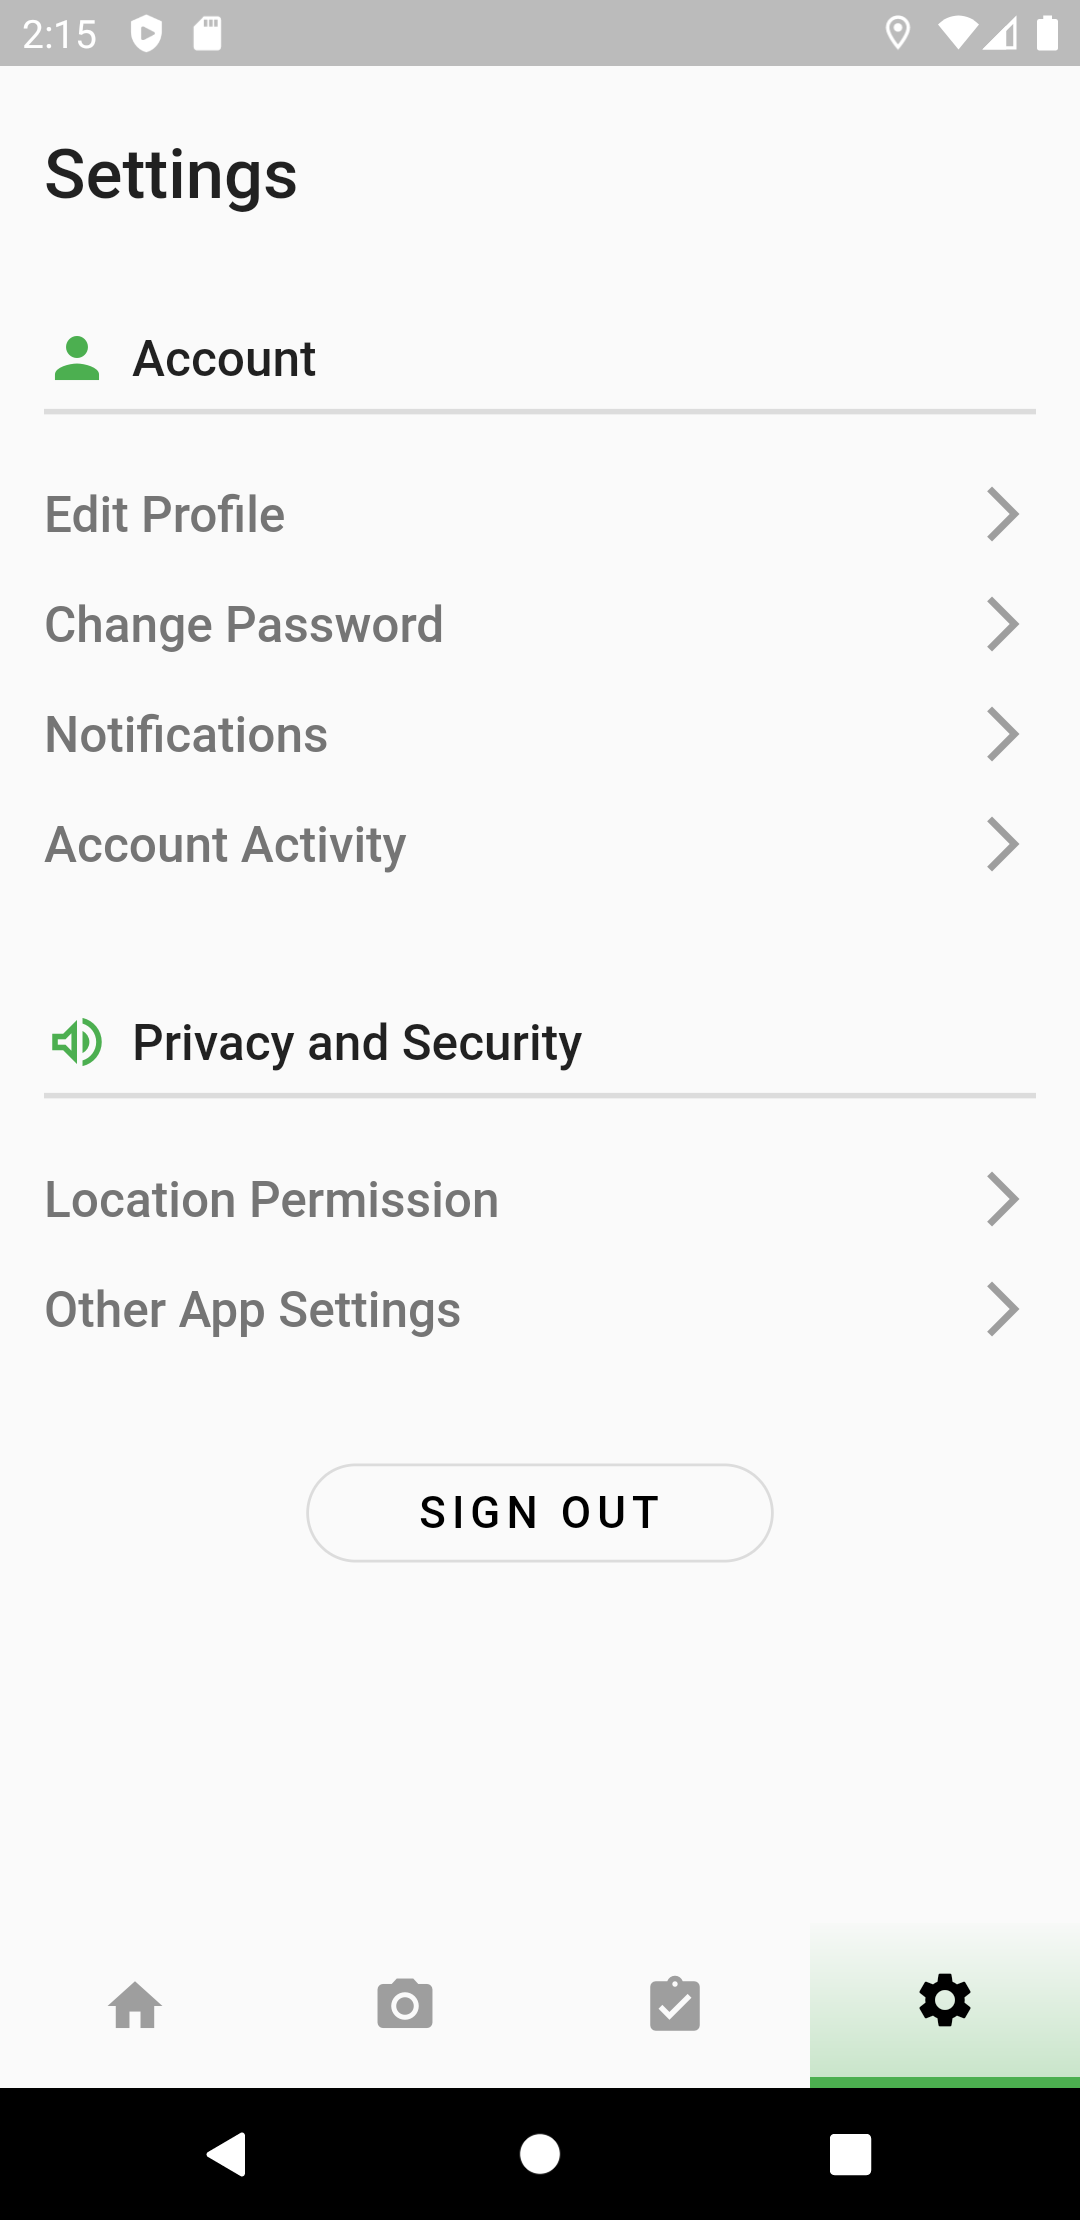 2:15
Settings
Account
Edit Profile
Change Password
Notifications
Account Activity
Privacy and Security
Location Permission
Other App Settings
SIGN OUT